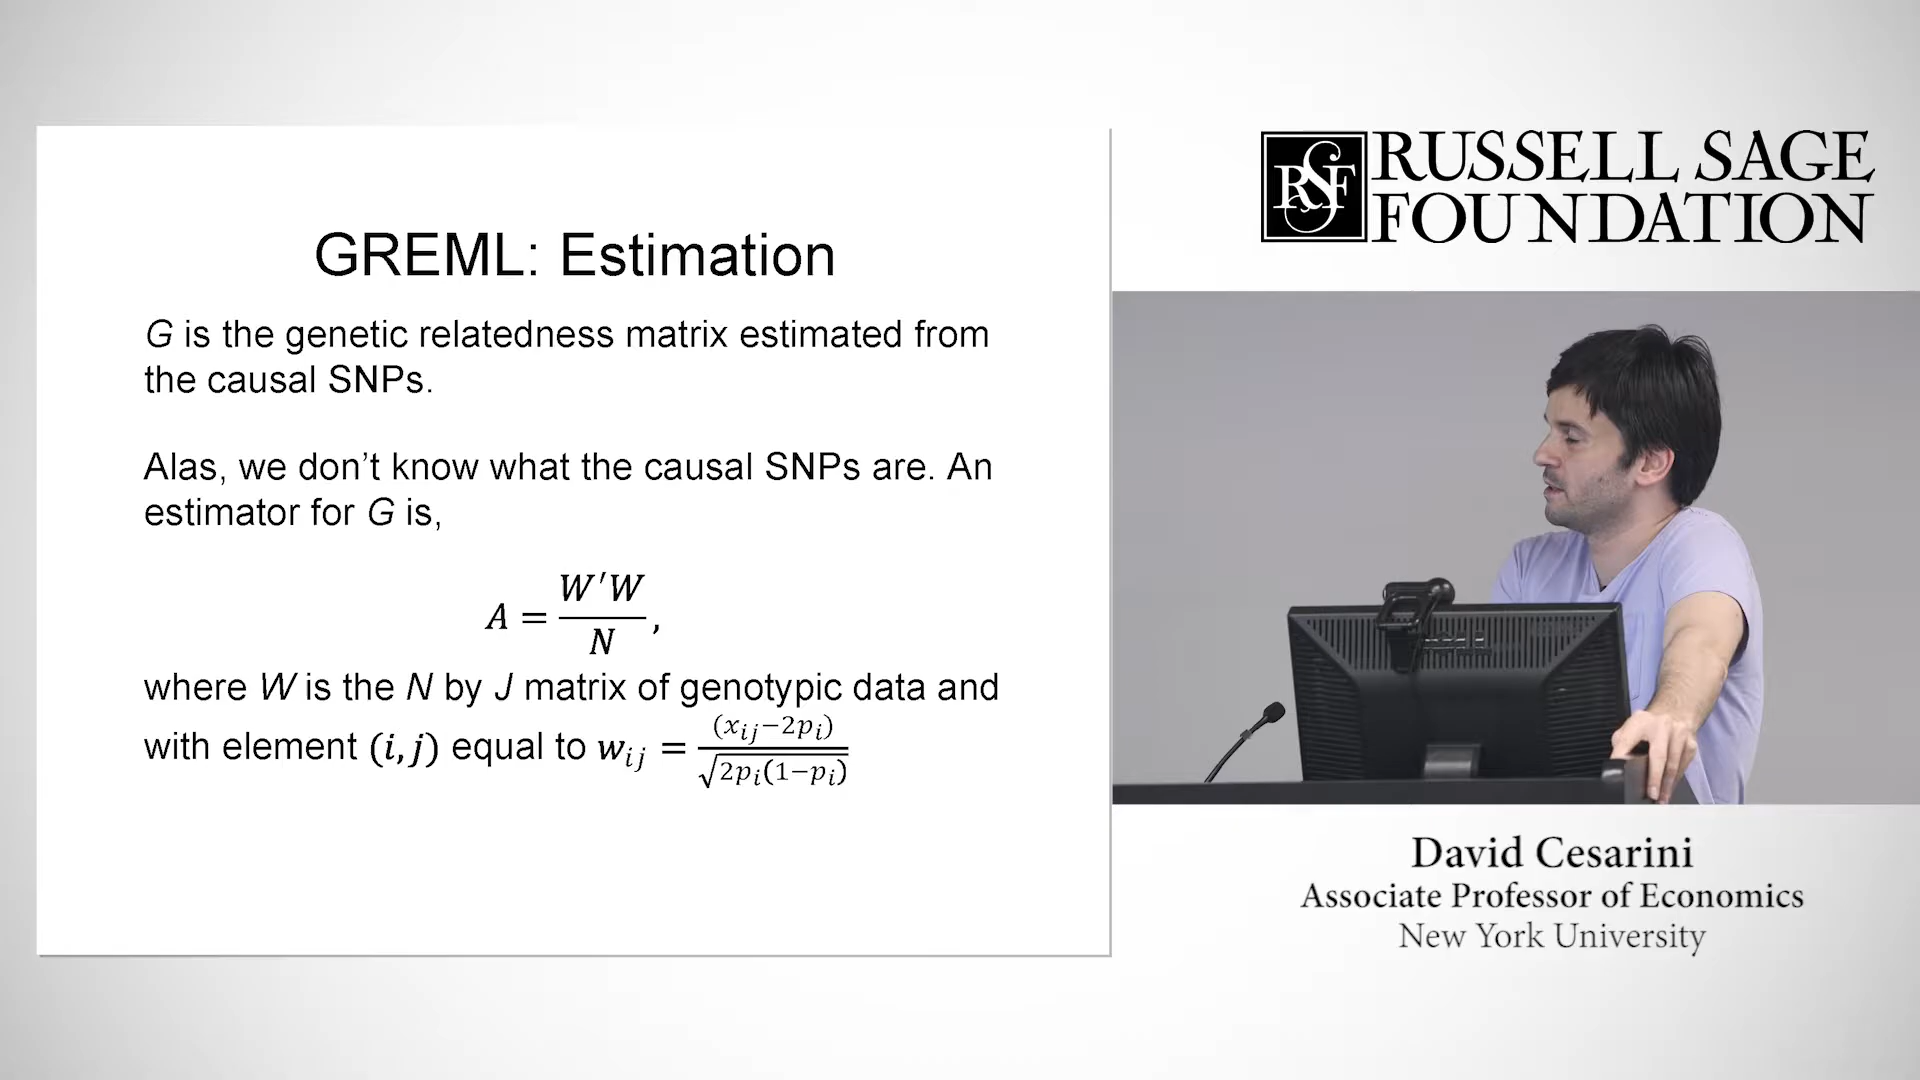 GREML: Estimation
G is the genetic relatedness matrix estimated from
the causal SNPs.
Alas, we don't know what the causal SNPs are. An
estimator for G is,
A = W′W / N ,
where W is the N by J matrix of genotypic data and
with element (i,j) equal to w_ij = (x_ij−2p_i) / √2p_i(1−p_i)
RSF
RUSSELL SAGE
FOUNDATION
David Cesarini
Associate Professor of Economics
New York University